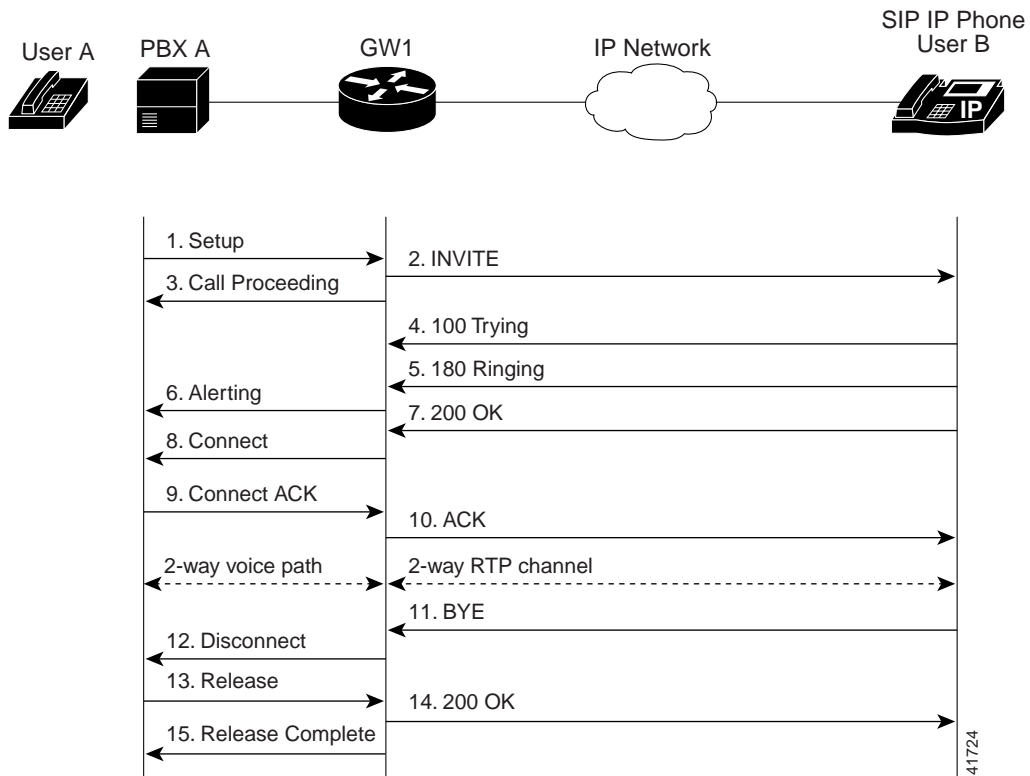 User A
PBX A
GW1
IP Network
SIP IP Phone
User B
IP
1. Setup
2. INVITE
3. Call Proceeding
4. 100 Trying
5. 180 Ringing
6. Alerting
7. 200 OK
8. Connect
9. Connect ACK
10. ACK
2-way voice path
2-way RTP channel
11. BYE
12. Disconnect
13. Release
14. 200 OK
15. Release Complete
41724